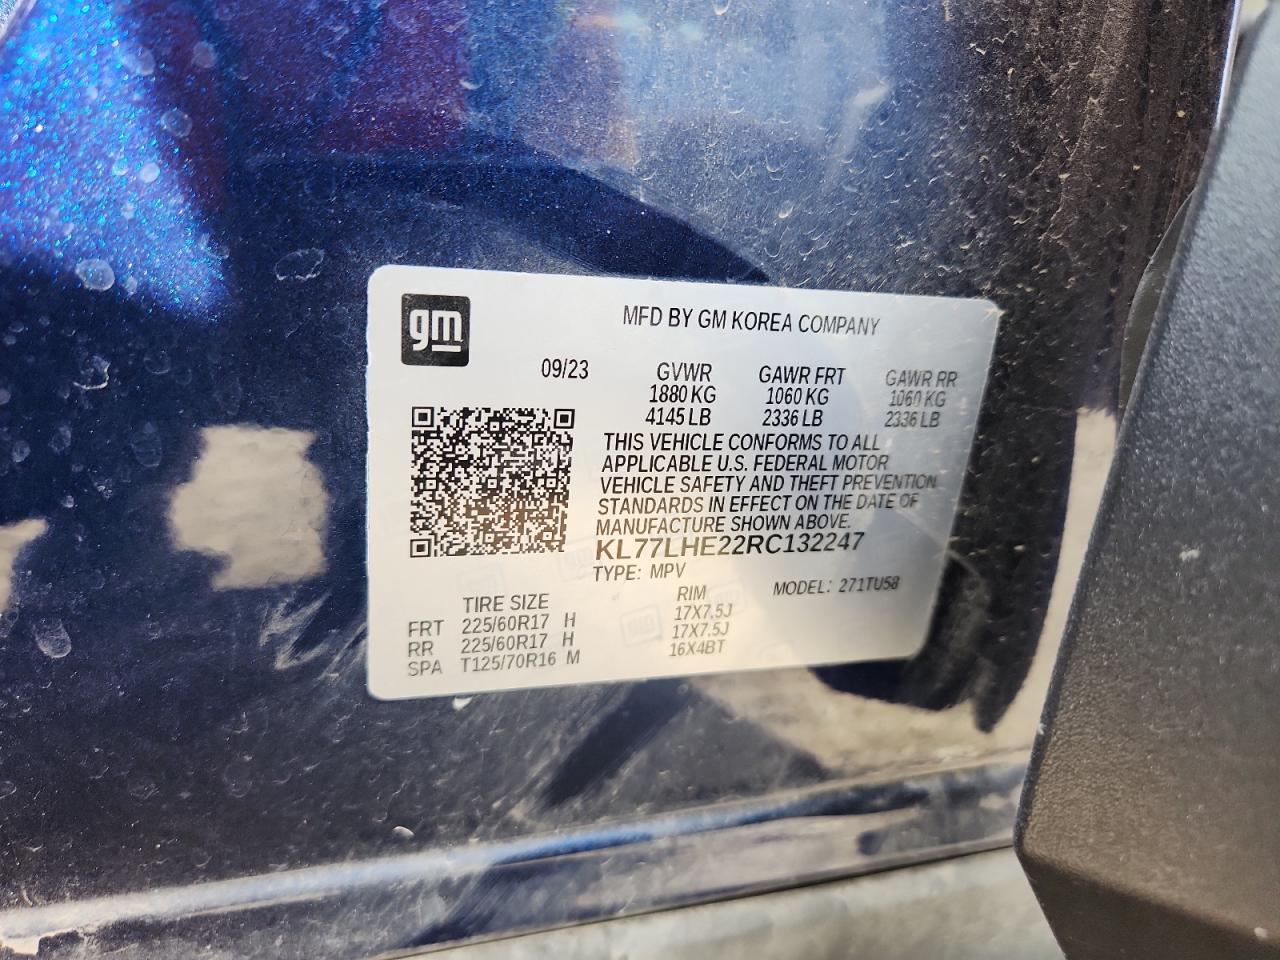 gm
MFD BY GM KOREA COMPANY
09/23 GVWR GAWR FRT GAWR RR
1880 KG 1060 KG 1060 KG
4145 LB 2336 LB 2336 LB
THIS VEHICLE CONFORMS TO ALL
APPLICABLE U.S. FEDERAL MOTOR
VEHICLE SAFETY AND THEFT PREVENTION
STANDARDS IN EFFECT ON THE DATE OF
MANUFACTURE SHOWN ABOVE.
KL77LHE22RC132247
TYPE: MPV MODEL: 271TU58
TIRE SIZE RIM
FRT 225/60R17 H 17X7.5J
RR 225/60R17 H 17X7.5J
SPA T125/70R16 M 16X4BT